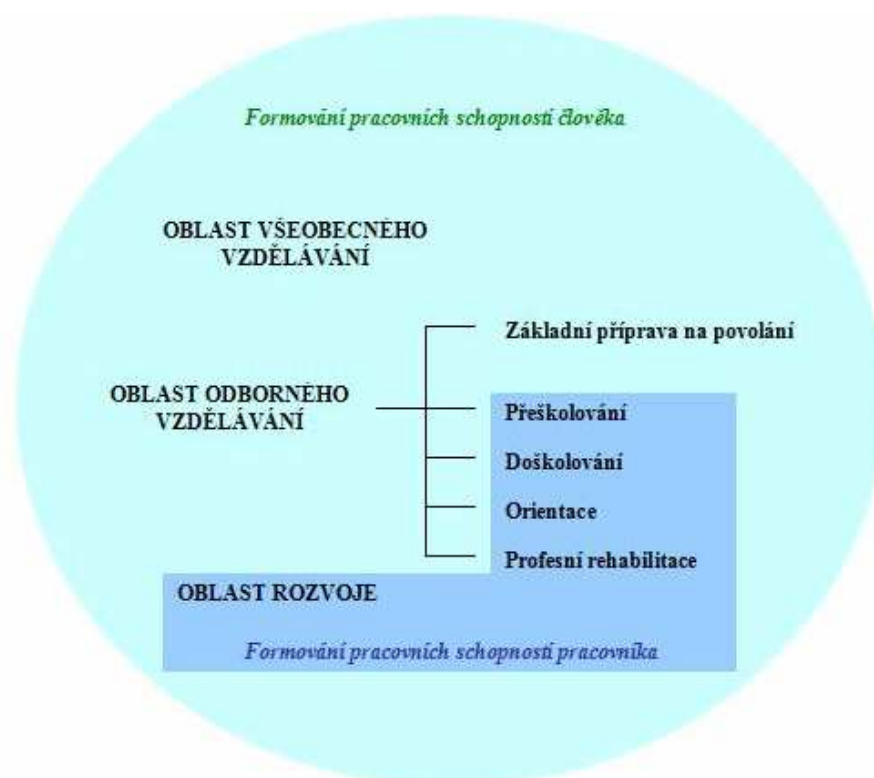 Formování pracovních schopností člověka
OBLAST VŠEOBECNÉHO
VZDĚLÁVÁNÍ
Základní příprava na povolání
OBLAST ODBORNÉHO
VZDĚLÁVÁNÍ
Přeškolování
Doškolování
Orientace
Profesní rehabilitace
OBLAST ROZVOJE
Formování pracovních schopností pracovníka